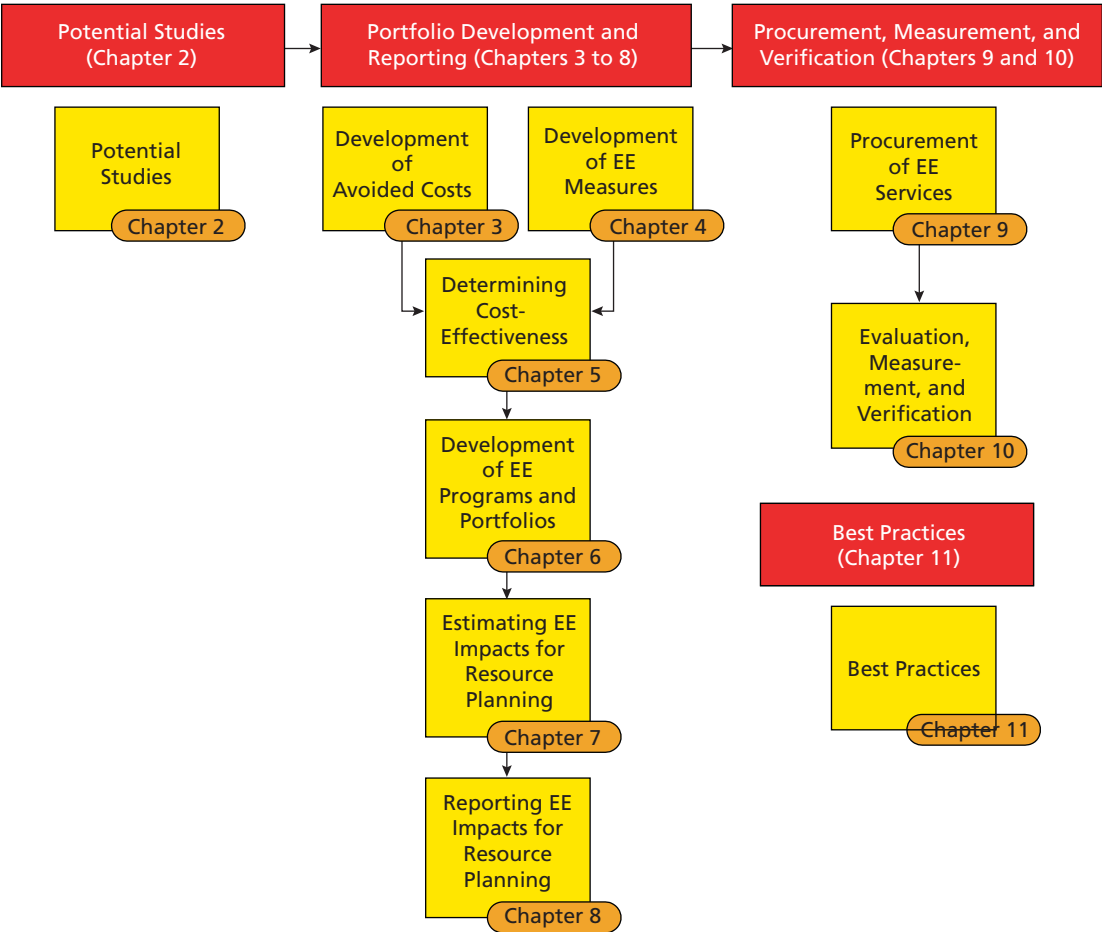 Potential Studies
(Chapter 2)
Portfolio Development and
Reporting (Chapters 3 to 8)
Procurement, Measurement, and
Verification (Chapters 9 and 10)
Potential
Studies
Chapter 2
Development
of
Avoided Costs
Chapter 3
Development
of EE
Measures
Chapter 4
Determining
Cost-
Effectiveness
Chapter 5
Development
of EE
Programs and
Portfolios
Chapter 6
Estimating EE
Impacts for
Resource
Planning
Chapter 7
Reporting EE
Impacts for
Resource
Planning
Chapter 8
Procurement
of EE
Services
Chapter 9
Evaluation,
Measure-
ment, and
Verification
Chapter 10
Best Practices
(Chapter 11)
Best Practices
Chapter 11